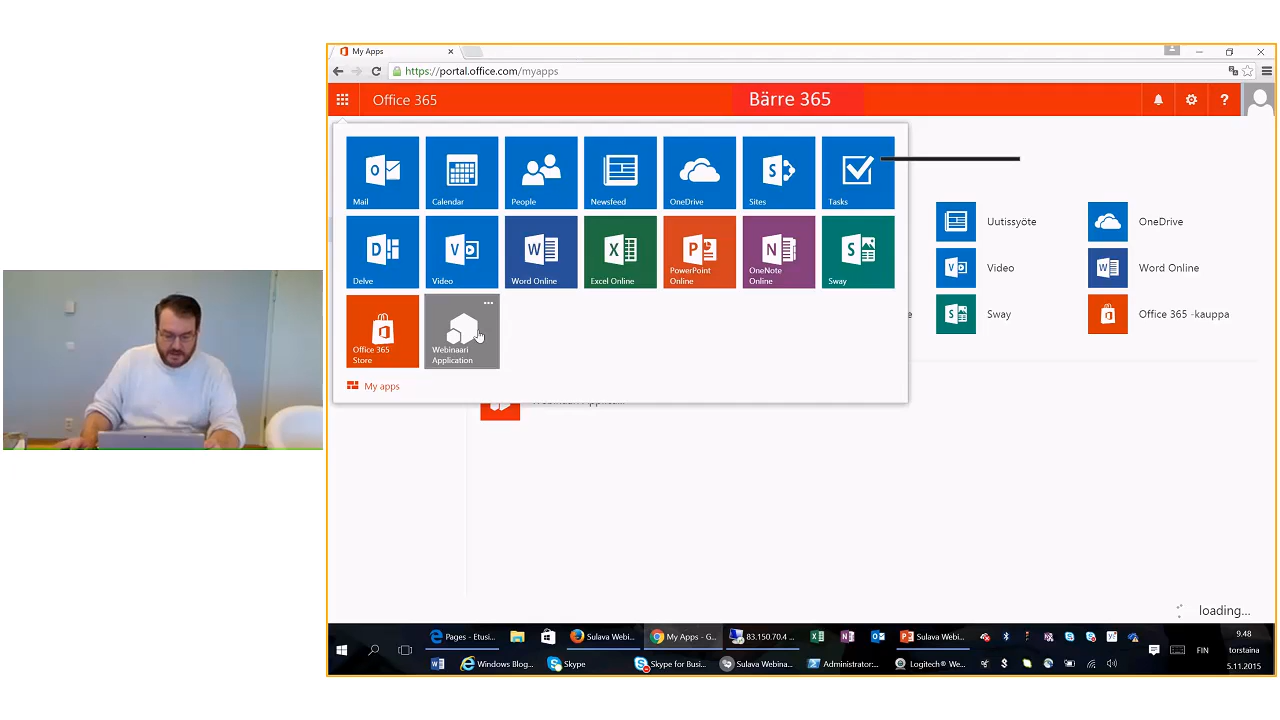 My Apps
https://portal.office.com/myapps
Office 365
Bärre 365
?
Mail
Calendar
People
Newsfeed
OneDrive
Sites
Tasks
Delve
Video
Word Online
Excel Online
PowerPoint
Online
OneNote
Online
Sway
Office 365
Store
Webinaari
Application
My apps
Uutissyöte
OneDrive
Video
Word Online
Sway
Office 365 -kauppa
loading...
Pages - Etusi...
Sulava Webi...
My Apps - G...
83.150.70.4 ...
Sulava Webi...
9.48
Windows Blog...
Skype
Skype for Busi...
Sulava Webina...
Administrator:...
Logitech® We...
FIN
torstaina
5.11.2015